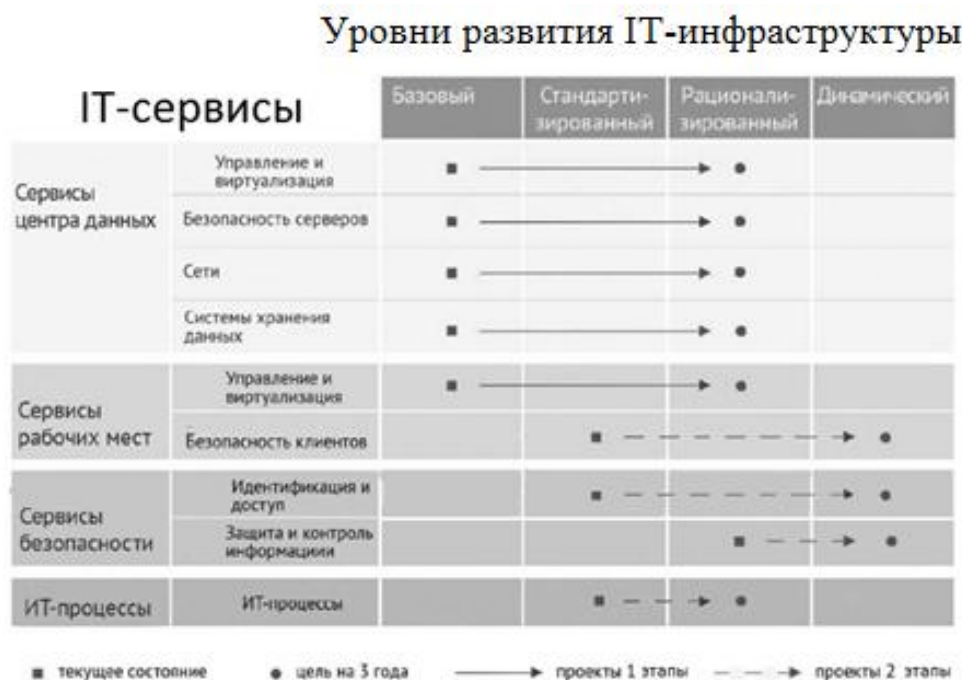 Уровни развития IT-инфраструктуры
IT-сервисы
Базовый
Стандарти-
зированный
Рационали-
зированный
Динамический
Сервисы
центра данных
Управление и
виртуализация
Безопасность серверов
Сети
Системы хранения
данных
Сервисы
рабочих мест
Управление и
виртуализация
Безопасность клиентов
Сервисы
безопасности
Идентификация и
доступ
Защита и контроль
информациии
ИТ-процессы
ИТ-процессы
текущее состояние
цель на 3 года
проекты 1 этапы
проекты 2 этапы